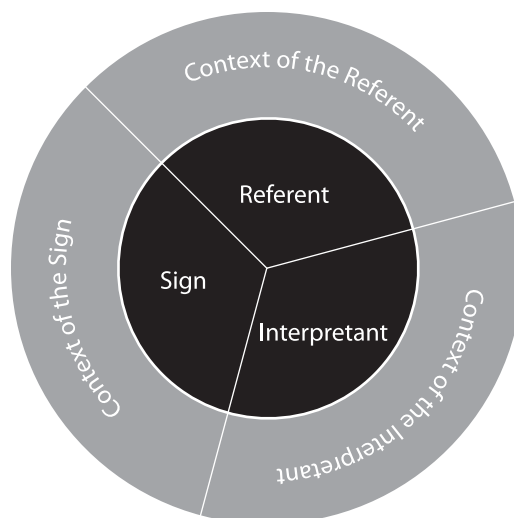 Context of the Referent
Referent
Sign
Interpretant
Context of the Sign
Context of the Interpretant